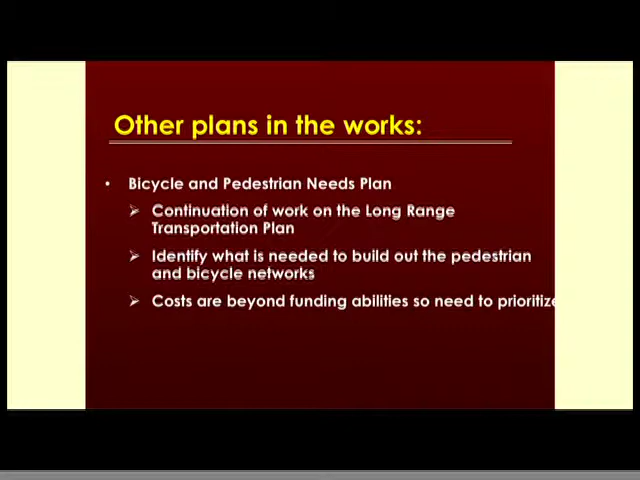 Other plans in the works:
• Bicycle and Pedestrian Needs Plan
➢ Continuation of work on the Long Range
Transportation Plan
➢ Identify what is needed to build out the pedestrian
and bicycle networks
➢ Costs are beyond funding abilities so need to prioritize